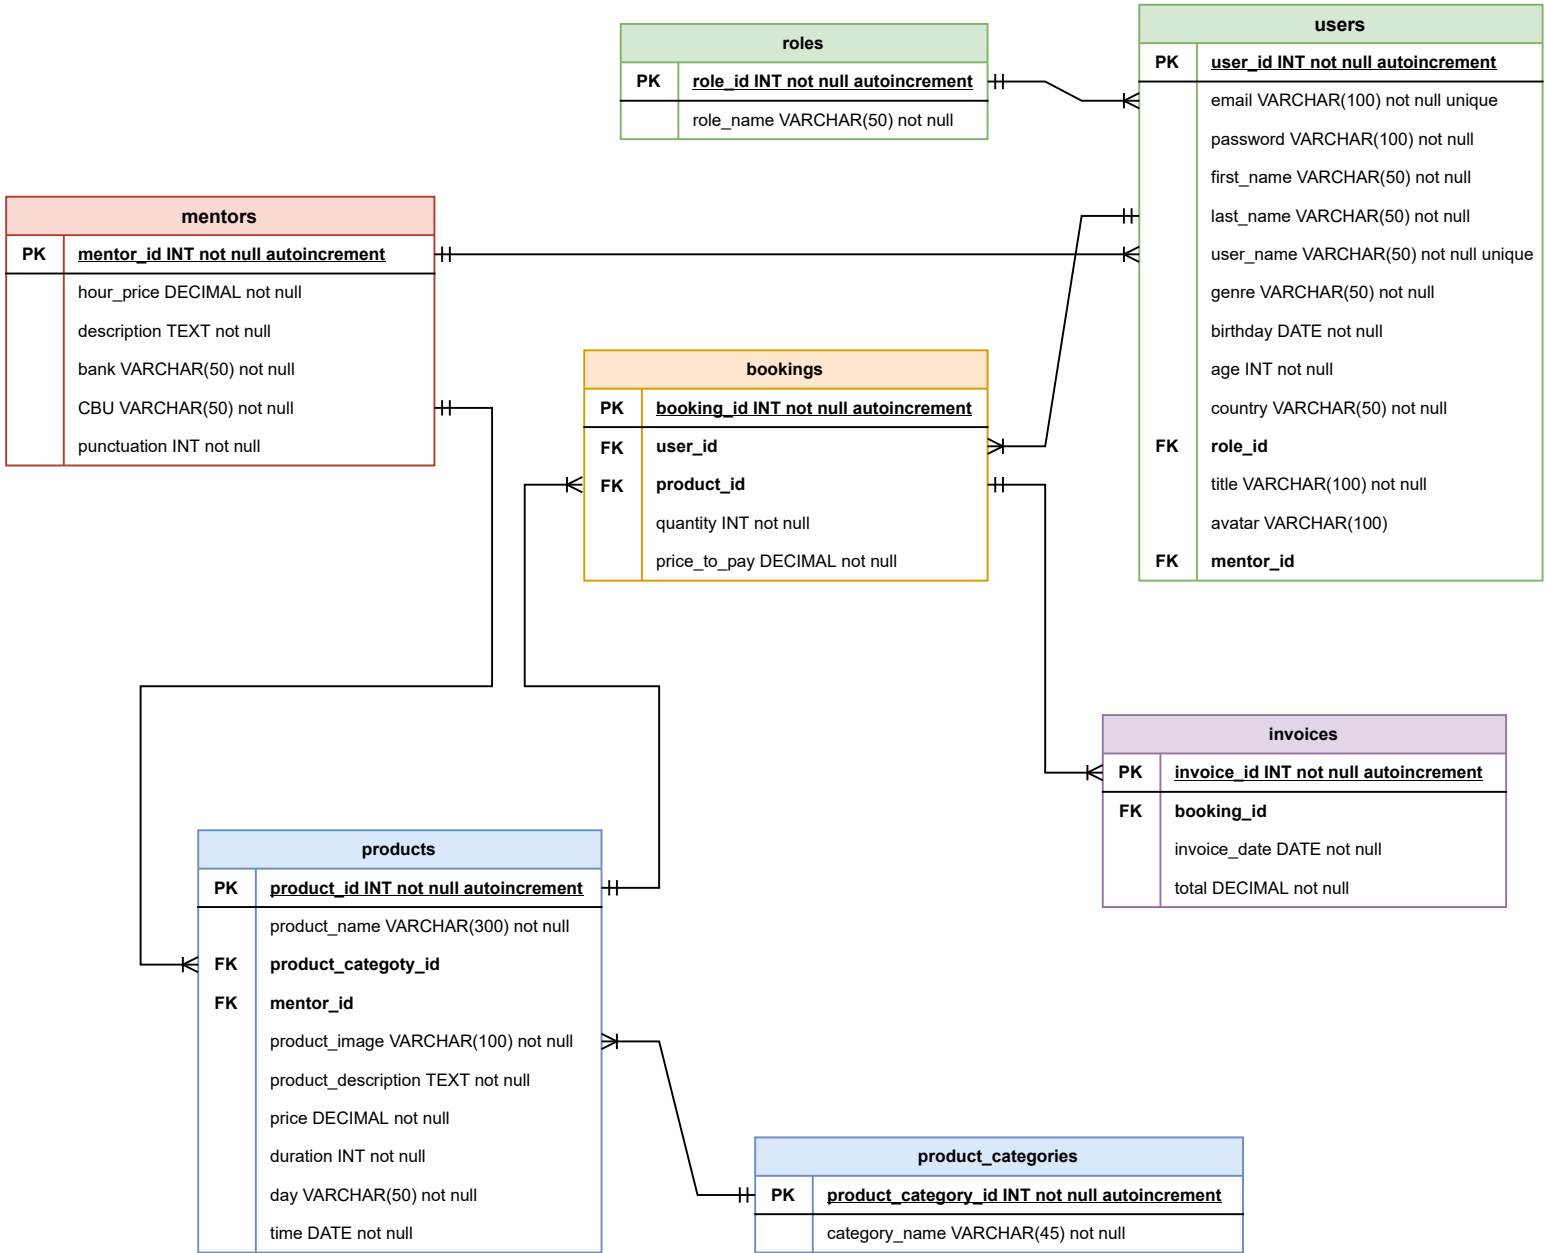 roles
PK role_id INT not null autoincrement
role_name VARCHAR(50) not null
users
PK user_id INT not null autoincrement
email VARCHAR(100) not null unique
password VARCHAR(100) not null
first_name VARCHAR(50) not null
last_name VARCHAR(50) not null
user_name VARCHAR(50) not null unique
genre VARCHAR(50) not null
birthday DATE not null
age INT not null
country VARCHAR(50) not null
FK role_id
title VARCHAR(100) not null
avatar VARCHAR(100)
FK mentor_id
mentors
PK mentor_id INT not null autoincrement
hour_price DECIMAL not null
description TEXT not null
bank VARCHAR(50) not null
CBU VARCHAR(50) not null
punctuation INT not null
bookings
PK booking_id INT not null autoincrement
FK user_id
FK product_id
quantity INT not null
price_to_pay DECIMAL not null
invoices
PK invoice_id INT not null autoincrement
FK booking_id
invoice_date DATE not null
total DECIMAL not null
products
PK product_id INT not null autoincrement
product_name VARCHAR(300) not null
FK product_categoty_id
FK mentor_id
product_image VARCHAR(100) not null
product_description TEXT not null
price DECIMAL not null
duration INT not null
day VARCHAR(50) not null
time DATE not null
product_categories
PK product_category_id INT not null autoincrement
category_name VARCHAR(45) not null